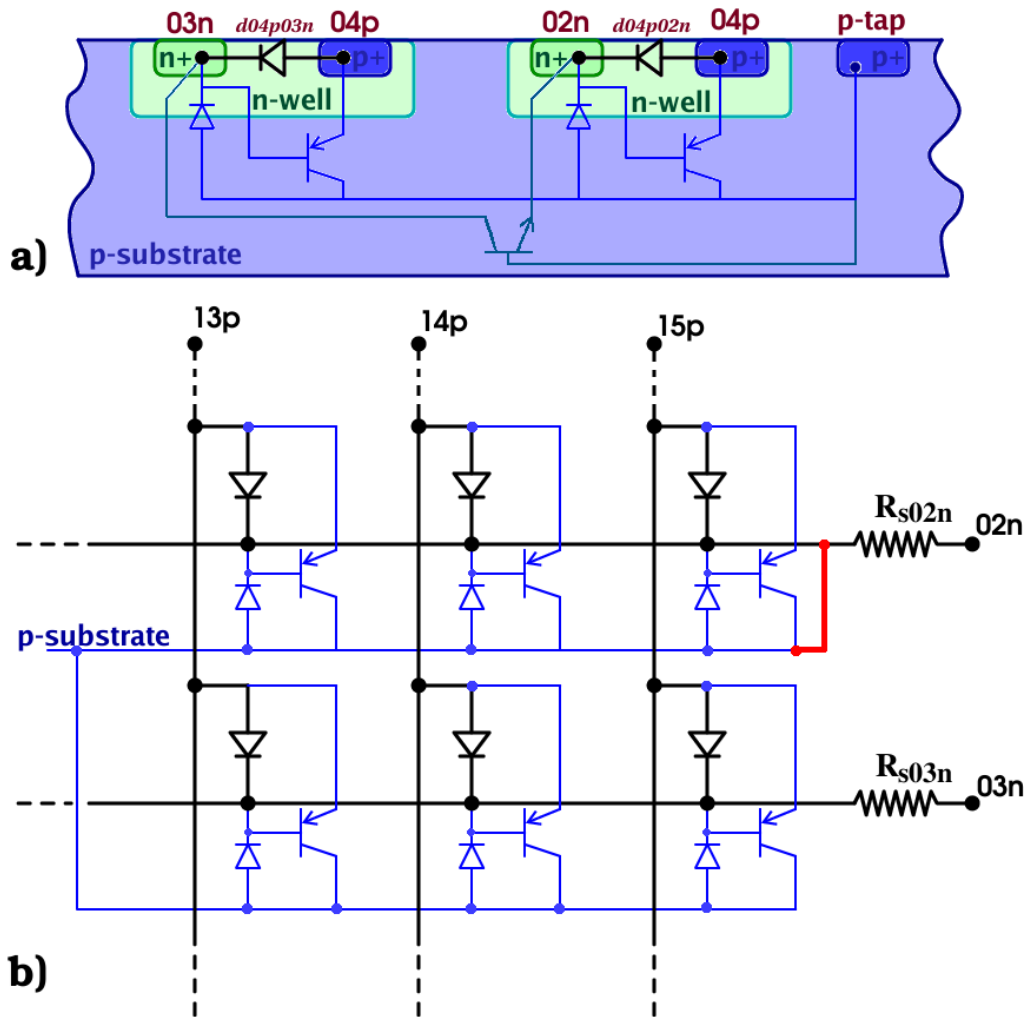 03n d04p03n 04p 02n d04p02n 04p p-tap
n+ p+ n+ p+ p+
n-well n-well
a) p-substrate
13p 14p 15p
Rs02n 02n
p-substrate
Rs03n 03n
b)